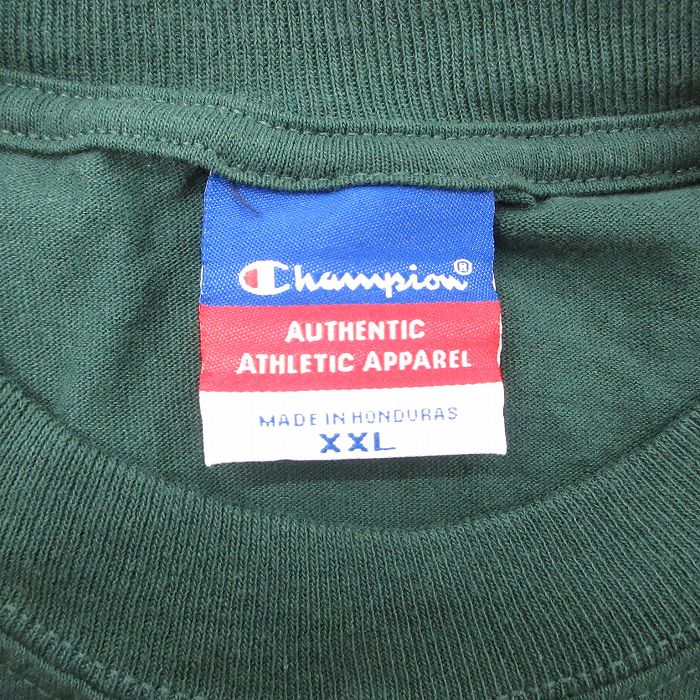 Champion®
AUTHENTIC
ATHLETIC APPAREL
MADE IN HONDURAS
XXL